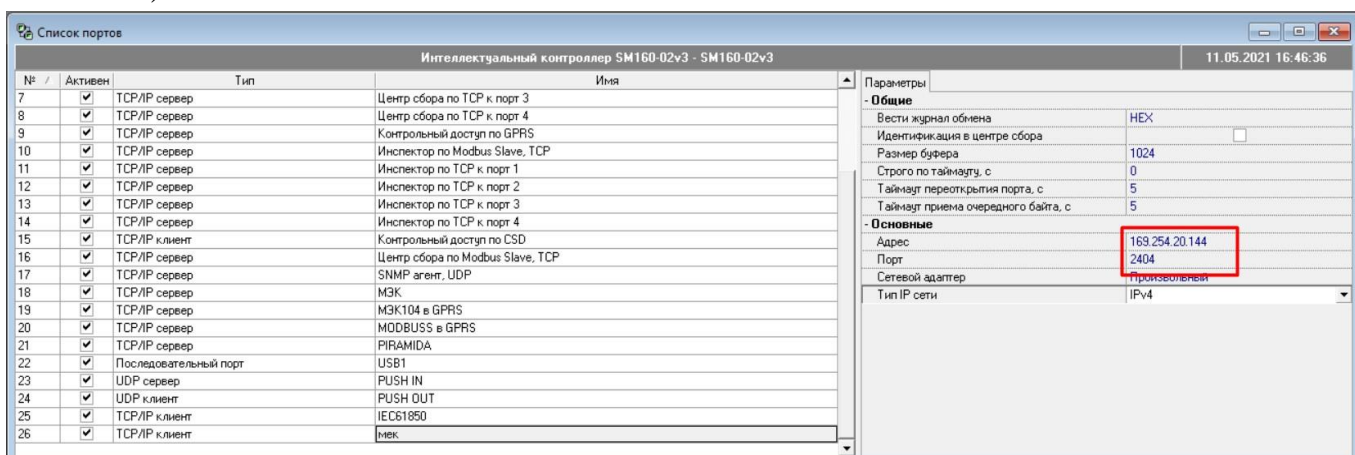 Список портов
Интеллектуальный контроллер SM160-02v3 - SM160-02v3 11.05.2021 16:46:36
№ / Активен Тип Имя
7 TCP/IP сервер Центр сбора по TCP к порт 3
8 TCP/IP сервер Центр сбора по TCP к порт 4
9 TCP/IP сервер Контрольный доступ по GPRS
10 TCP/IP сервер Инспектор по Modbus Slave, TCP
11 TCP/IP сервер Инспектор по TCP к порт 1
12 TCP/IP сервер Инспектор по TCP к порт 2
13 TCP/IP сервер Инспектор по TCP к порт 3
14 TCP/IP сервер Инспектор по TCP к порт 4
15 TCP/IP клиент Контрольный доступ по CSD
16 TCP/IP сервер Центр сбора по Modbus Slave, TCP
17 TCP/IP сервер SNMP агент, UDP
18 TCP/IP сервер МЭК
19 TCP/IP сервер МЭК104 в GPRS
20 TCP/IP сервер MODBUSS в GPRS
21 TCP/IP сервер PIRAMIDA
22 Последовательный порт USB1
23 UDP сервер PUSH IN
24 UDP клиент PUSH OUT
25 TCP/IP клиент IEC61850
26 TCP/IP клиент мек
Параметры
- Общие
Вести журнал обмена HEX
Идентификация в центре сбора
Размер буфера 1024
Строго по таймауту, с 0
Таймаут переоткрытия порта, с 5
Таймаут приема очередного байта, с 5
- Основные
Адрес 169.254.20.144
Порт 2404
Сетевой адаптер Произвольный
Тип IP сети IPv4